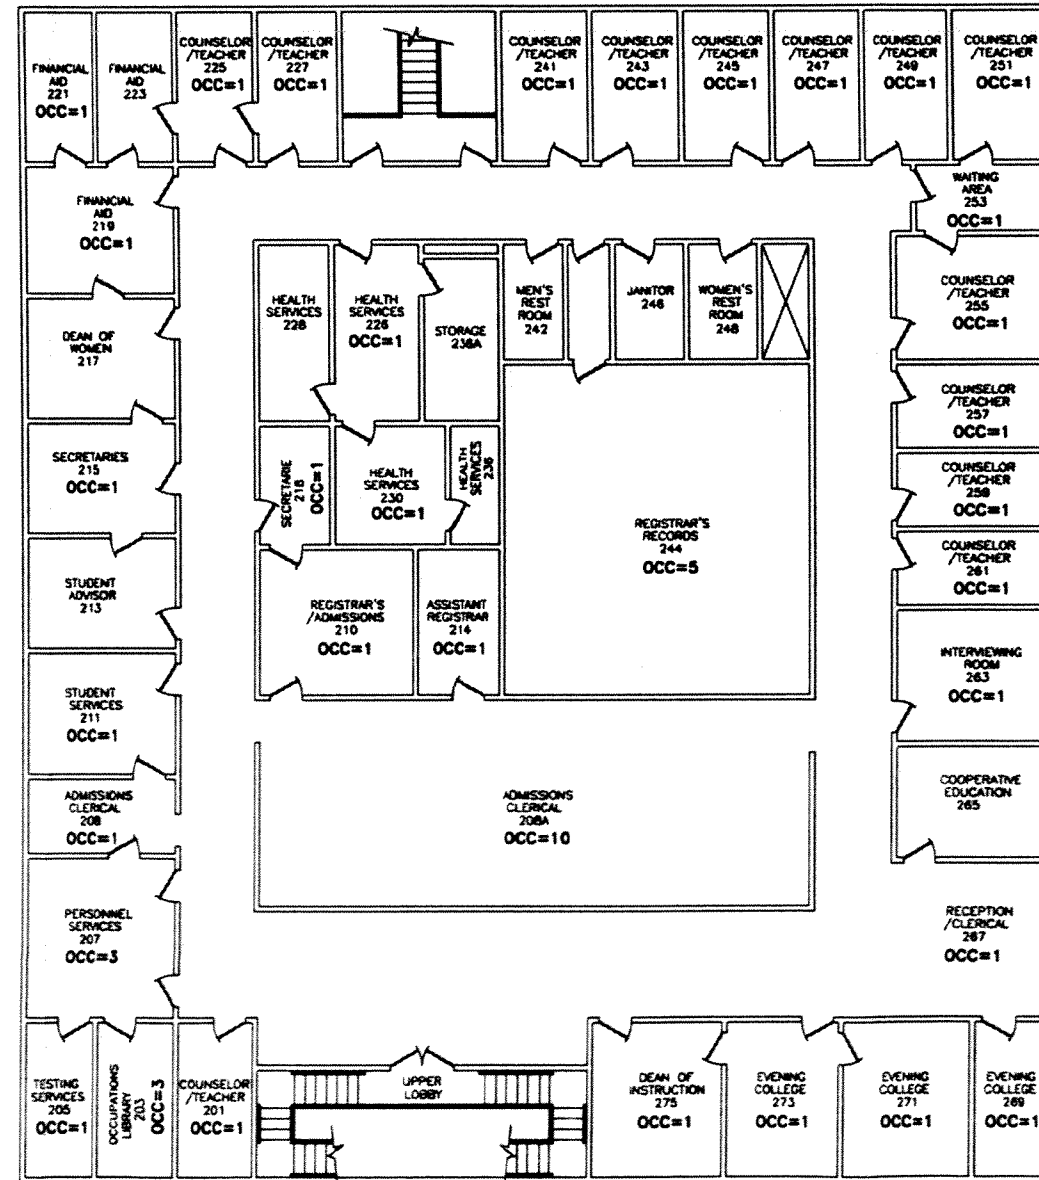 FINANCIAL
AID
221
OCC=1
FINANCIAL
AID
223
COUNSELOR
/TEACHER
225
OCC=1
COUNSELOR
/TEACHER
227
OCC=1
COUNSELOR
/TEACHER
241
OCC=1
COUNSELOR
/TEACHER
243
OCC=1
COUNSELOR
/TEACHER
245
OCC=1
COUNSELOR
/TEACHER
247
OCC=1
COUNSELOR
/TEACHER
249
OCC=1
COUNSELOR
/TEACHER
251
OCC=1
FINANCIAL
AID
219
OCC=1
WAITING
AREA
253
OCC=1
HEALTH
SERVICES
228
HEALTH
SERVICES
226
OCC=1
STORAGE
236A
MEN'S
REST
ROOM
242
JANITOR
246
WOMEN'S
REST
ROOM
248
COUNSELOR
/TEACHER
255
OCC=1
DEAN OF
WOMEN
217
COUNSELOR
/TEACHER
257
OCC=1
SECRETARIES
215
OCC=1
SECRETARIE
218
OCC=1
HEALTH
SERVICES
230
OCC=1
HEALTH
SERVICES
236
COUNSELOR
/TEACHER
259
OCC=1
REGISTRAR'S
RECORDS
244
OCC=5
COUNSELOR
/TEACHER
261
OCC=1
STUDENT
ADVISOR
213
REGISTRAR'S
/ADMISSIONS
210
OCC=1
ASSISTANT
REGISTRAR
214
OCC=1
INTERVIEWING
ROOM
263
OCC=1
STUDENT
SERVICES
211
OCC=1
ADMISSIONS
CLERICAL
208A
OCC=10
COOPERATIVE
EDUCATION
265
ADMISSIONS
CLERICAL
208
OCC=1
PERSONNEL
SERVICES
207
OCC=3
RECEPTION
/CLERICAL
267
OCC=1
TESTING
SERVICES
205
OCC=1
OCCUPATIONS
LIBRARY
203
OCC=3
COUNSELOR
/TEACHER
201
OCC=1
UPPER
LOBBY
DEAN OF
INSTRUCTION
275
OCC=1
EVENING
COLLEGE
273
OCC=1
EVENING
COLLEGE
271
OCC=1
EVENING
COLLEGE
269
OCC=1